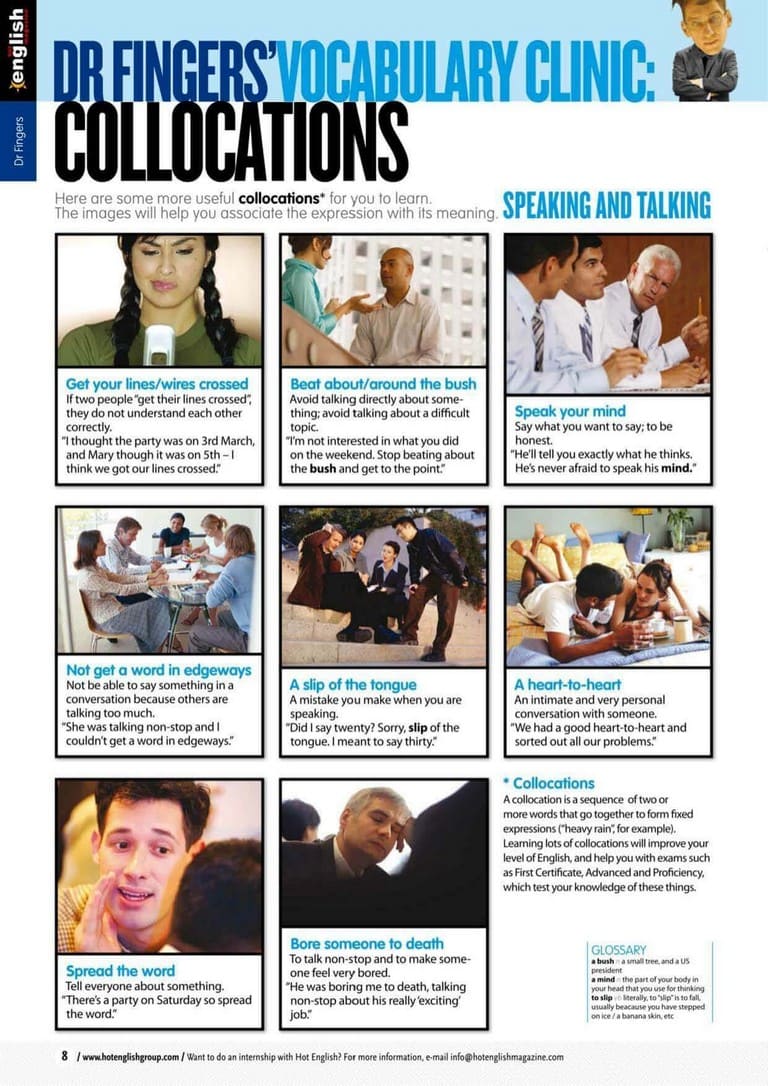 english
Dr Fingers
DR FINGERS' VOCABULARY CLINIC:
COLLOCATIONS
Here are some more useful collocations* for you to learn.
The images will help you associate the expression with its meaning.
SPEAKING AND TALKING
Get your lines/wires crossed
If two people "get their lines crossed",
they do not understand each other
correctly.
"I thought the party was on 3rd March,
and Mary though it was on 5th – I
think we got our lines crossed."
Beat about/around the bush
Avoid talking directly about some-
thing; avoid talking about a difficult
topic.
"I'm not interested in what you did
on the weekend. Stop beating about
the bush and get to the point."
Speak your mind
Say what you want to say; to be
honest.
"He'll tell you exactly what he thinks.
He's never afraid to speak his mind."
Not get a word in edgeways
Not be able to say something in a
conversation because others are
talking too much.
"She was talking non-stop and I
couldn't get a word in edgeways."
A slip of the tongue
A mistake you make when you are
speaking.
"Did I say twenty? Sorry, slip of the
tongue. I meant to say thirty."
A heart-to-heart
An intimate and very personal
conversation with someone.
"We had a good heart-to-heart and
sorted out all our problems."
Spread the word
Tell everyone about something.
"There's a party on Saturday so spread
the word."
Bore someone to death
To talk non-stop and to make some-
one feel very bored.
"He was boring me to death, talking
non-stop about his really 'exciting'
job."
* Collocations
A collocation is a sequence of two or
more words that go together to form fixed
expressions ("heavy rain", for example).
Learning lots of collocations will improve your
level of English, and help you with exams such
as First Certificate, Advanced and Proficiency,
which test your knowledge of these things.
GLOSSARY
a bush n a small tree, and a US
president
a mind n the part of your body in
your head that you use for thinking
to slip vb literally, to "slip" is to fall,
usually beacause you have stepped
on ice / a banana skin, etc
8 / www.hotenglishgroup.com / Want to do an internship with Hot English? For more information, e-mail info@hotenglishmagazine.com